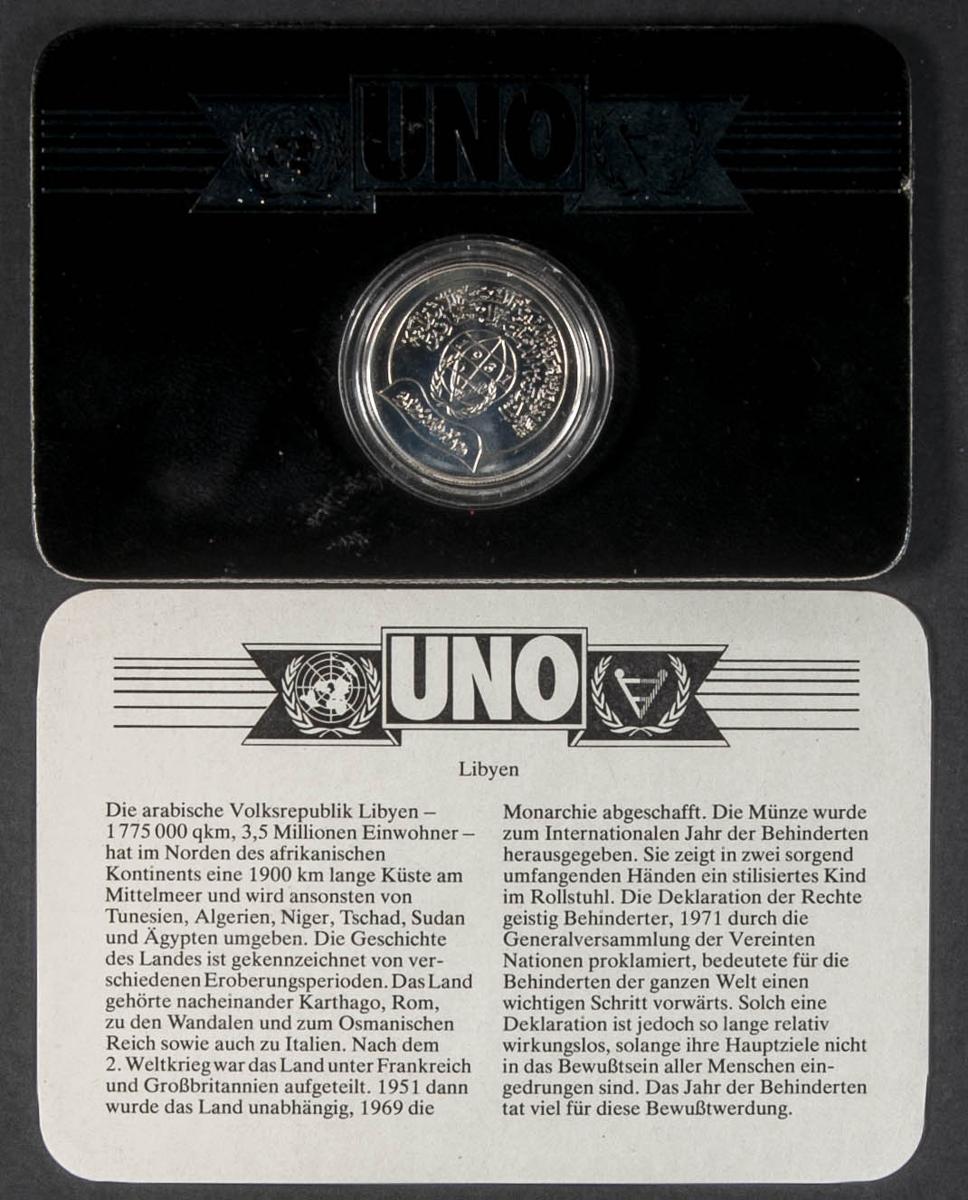 UNO
UNO
Libyen
Die arabische Volksrepublik Libyen –
1 775 000 qkm, 3,5 Millionen Einwohner –
hat im Norden des afrikanischen
Kontinents eine 1900 km lange Küste am
Mittelmeer und wird ansonsten von
Tunesien, Algerien, Niger, Tschad, Sudan
und Ägypten umgeben. Die Geschichte
des Landes ist gekennzeichnet von ver-
schiedenen Eroberungsperioden. Das Land
gehörte nacheinander Karthago, Rom,
zu den Wandalen und zum Osmanischen
Reich sowie auch zu Italien. Nach dem
2. Weltkrieg war das Land unter Frankreich
und Großbritannien aufgeteilt. 1951 dann
wurde das Land unabhängig, 1969 die
Monarchie abgeschafft. Die Münze wurde
zum Internationalen Jahr der Behinderten
herausgegeben. Sie zeigt in zwei sorgend
umfangenden Händen ein stilisiertes Kind
im Rollstuhl. Die Deklaration der Rechte
geistig Behinderter, 1971 durch die
Generalversammlung der Vereinten
Nationen proklamiert, bedeutete für die
Behinderten der ganzen Welt einen
wichtigen Schritt vorwärts. Solch eine
Deklaration ist jedoch so lange relativ
wirkungslos, solange ihre Hauptziele nicht
in das Bewußtsein aller Menschen ein-
gedrungen sind. Das Jahr der Behinderten
tat viel für diese Bewußtwerdung.